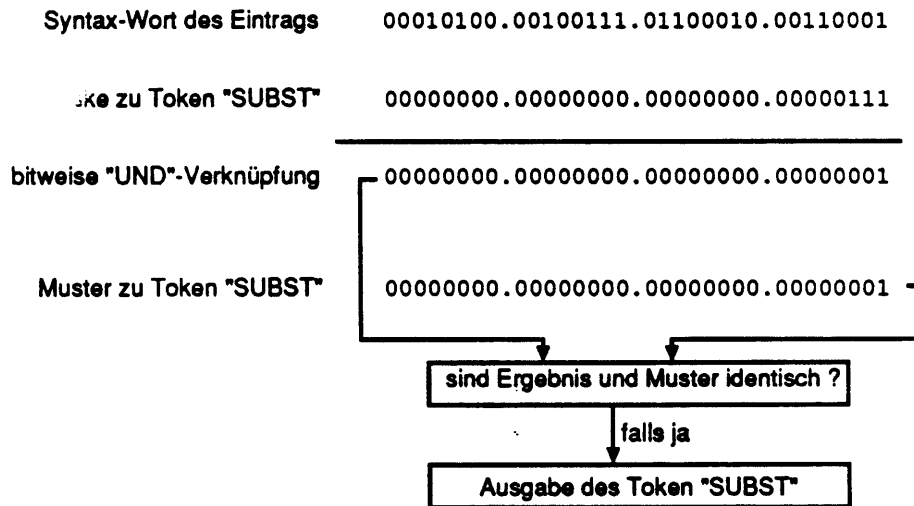 Syntax-Wort des Eintrags 00010100.00100111.01100010.00110001
zu Token "SUBST" 00000000.00000000.00000000.00000111
bitweise "UND"-Verknüpfung 00000000.00000000.00000000.00000001
Muster zu Token "SUBST" 00000000.00000000.00000000.00000001
sind Ergebnis und Muster identisch ?
falls ja
Ausgabe des Token "SUBST"